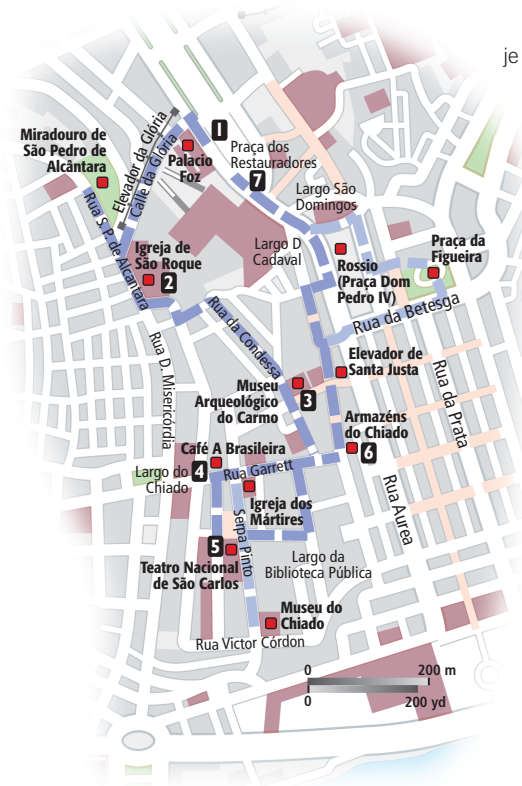 je
Elevador da Glória
Calle da Glória
1
Miradouro de
São Pedro de
Alcântara
Palacio
Foz
Praça dos
Restauradores
7
Largo São
Domingos
Rua S. P. de Alcantara
Igreja de
São Roque
2
Largo D
Cadaval
Rossio
(Praça Dom
Pedro IV)
Praça da
Figueira
Rua da Betesga
Rua da Condessa
Rua D. Misericórdia
Elevador de
Santa Justa
Rua da Prata
Museu
Arqueológico
do Carmo
3
Armazéns
do Chiado
6
Café A Brasileira
Largo do
Chiado
4
Rua Garrett
Igreja dos
Mártires
Rua Aurea
5
Teatro Nacional
de São Carlos
Serpa Pinto
Largo da
Biblioteca Pública
Museu do
Chiado
Rua Victor Córdon
0 200 m
0 200 yd